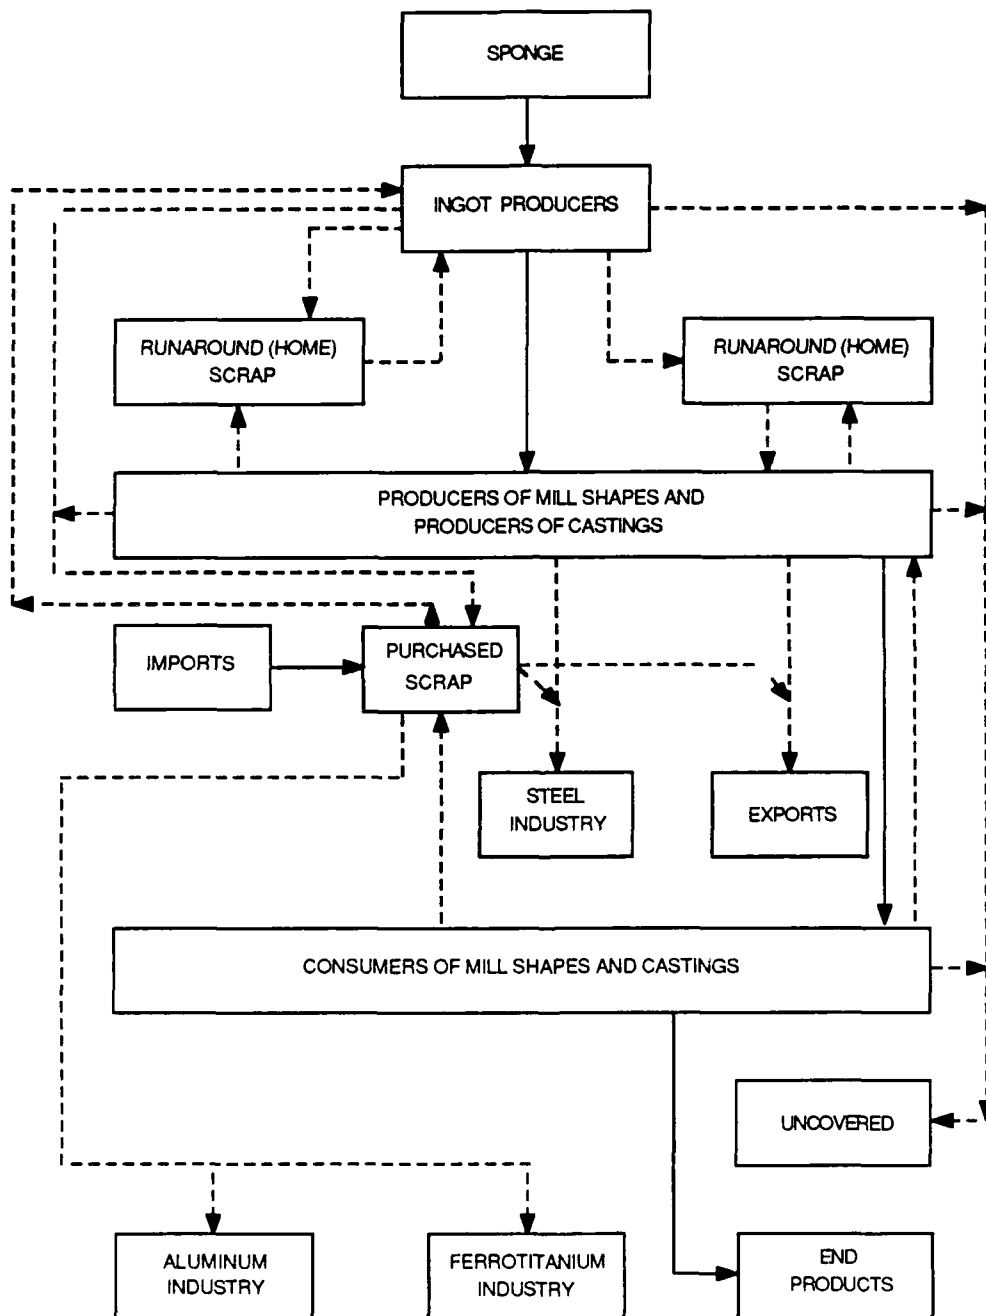 SPONGE
INGOT PRODUCERS
RUNAROUND (HOME)
SCRAP
RUNAROUND (HOME)
SCRAP
PRODUCERS OF MILL SHAPES AND
PRODUCERS OF CASTINGS
IMPORTS
PURCHASED
SCRAP
STEEL
INDUSTRY
EXPORTS
CONSUMERS OF MILL SHAPES AND CASTINGS
UNCOVERED
ALUMINUM
INDUSTRY
FERROTITANIUM
INDUSTRY
END
PRODUCTS